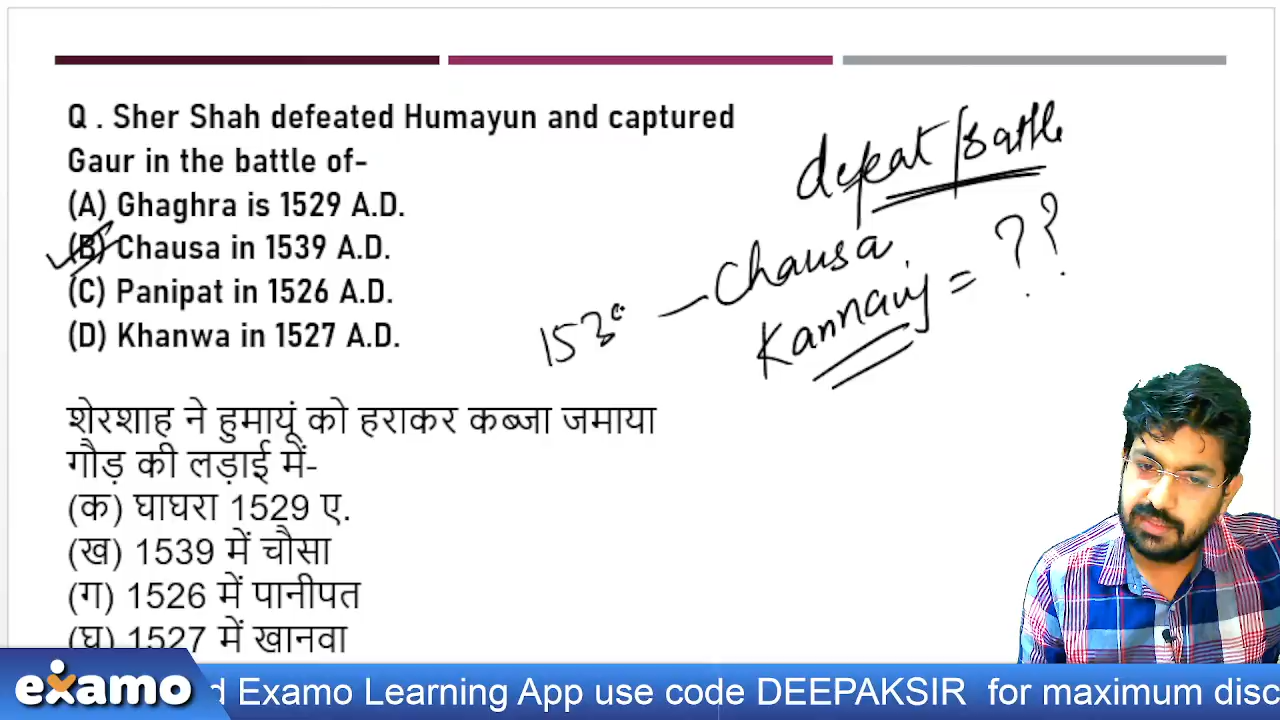 Q . Sher Shah defeated Humayun and captured
Gaur in the battle of-
(A) Ghaghra is 1529 A.D.
(B) Chausa in 1539 A.D.
(C) Panipat in 1526 A.D.
(D) Khanwa in 1527 A.D.
defeat/Battle
1539 — Chausa
Kannauj = ??
शेरशाह ने हुमायूं को हराकर कब्जा जमाया
गौड़ की लड़ाई में-
(क) घाघरा 1529 ए.
(ख) 1539 में चौसा
(ग) 1526 में पानीपत
(घ) 1527 में खानवा
examo
d Examo Learning App use code DEEPAKSIR for maximum disc